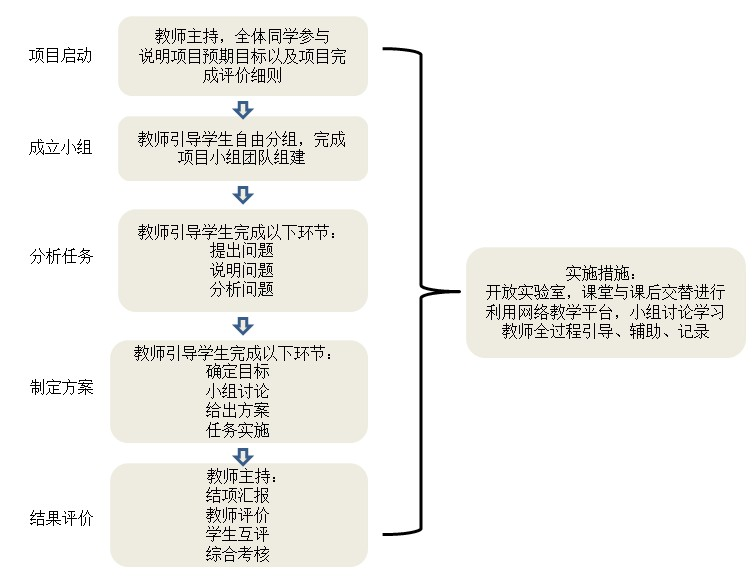 项目启动
教师主持，全体同学参与
说明项目预期目标以及项目完
成评价细则
成立小组
教师引导学生自由分组，完成
项目小组团队组建
分析任务
教师引导学生完成以下环节：
提出问题
说明问题
分析问题
制定方案
教师引导学生完成以下环节：
确定目标
小组讨论
给出方案
任务实施
结果评价
教师主持：
结项汇报
教师评价
学生互评
综合考核
实施措施：
开放实验室，课堂与课后交替进行
利用网络教学平台，小组讨论学习
教师全过程引导、辅助、记录